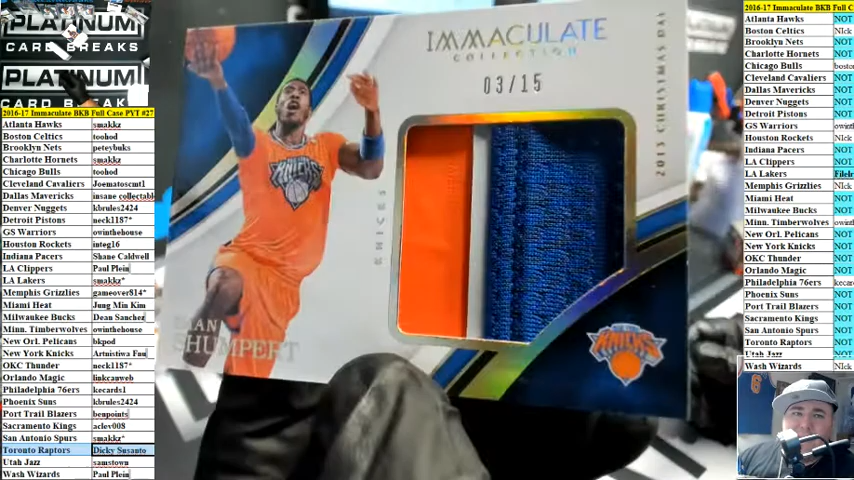 PLATINUM
CARD BREAKS
PLATINUM
CARD BREAKS
2016-17 Immaculate BKB Full Case PYT #27
Atlanta Hawks smakkz
Boston Celtics toohod
Brooklyn Nets peteybuks
Charlotte Hornets smakkz
Chicago Bulls toohod
Cleveland Cavaliers Joematoscmt1
Dallas Mavericks insane collectabl
Denver Nuggets kbrules2424
Detroit Pistons neck1187*
GS Warriors owinthehouse
Houston Rockets integ16
Indiana Pacers Shane Caldwell
LA Clippers Paul Plein
LA Lakers smakkz*
Memphis Grizzlies gameover814*
Miami Heat Jung Min Kim
Milwaukee Bucks Dean Sanchez
Minn. Timberwolves owinthehouse
New Orl. Pelicans bkpod
New York Knicks Artnistiwa Fau
OKC Thunder neck1187*
Orlando Magic linkcanweb
Philadelphia 76ers kecards1
Phoenix Suns kbrules2424
Port Trail Blazers benpoints
Sacramento Kings aclev008
San Antonio Spurs smakkz*
Toronto Raptors Dicky Susanto
Utah Jazz samstown
Wash Wizards Paul Plein
IMMACULATE
COLLECTION
03/15
2013 CHRISTMAS DAY
KNICKS
IMAN
SHUMPERT
KNICKS
2016-17 Immaculate BKB Full C
Atlanta Hawks NOT
Boston Celtics NIck
Brooklyn Nets NOT
Charlotte Hornets NOT
Chicago Bulls boston
Cleveland Cavaliers NOT
Dallas Mavericks NOT
Denver Nuggets NOT
Detroit Pistons NOT
GS Warriors owint
Houston Rockets NIck
Indiana Pacers NOT
LA Clippers NOT
LA Lakers
Memphis Grizzlies NIck
Miami Heat NOT
Milwaukee Bucks NOT
Minn. Timberwolves owint
New Orl. Pelicans NOT
New York Knicks NOT
OKC Thunder NOT
Orlando Magic NOT
Philadelphia 76ers kecar
Phoenix Suns NOT
Port Trail Blazers NOT
Sacramento Kings NOT
San Antonio Spurs NOT
Toronto Raptors NOT
Utah Jazz NOT
Wash Wizards NIck